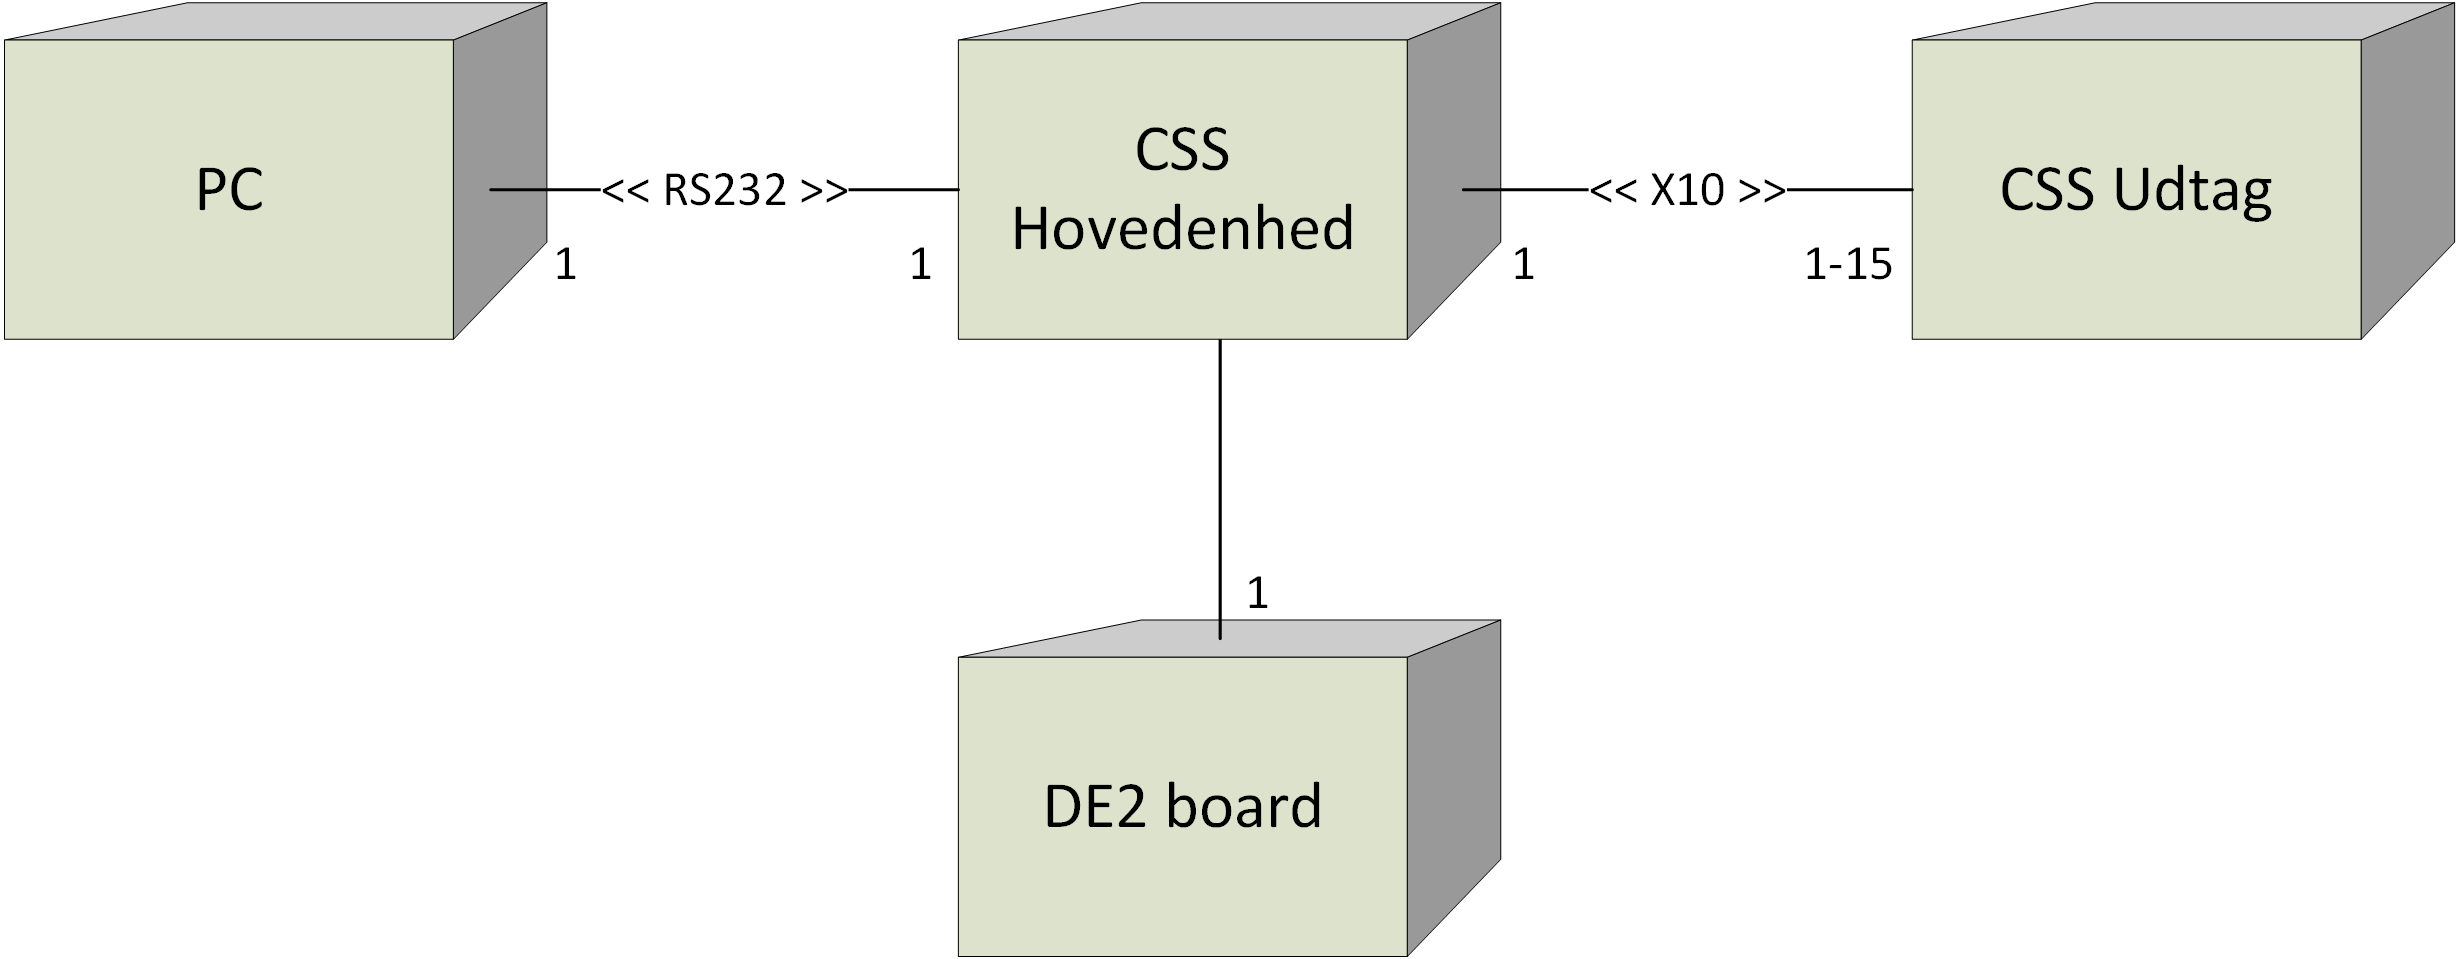 PC
<< RS232 >>
CSS
Hovedenhed
<< X10 >>
CSS Udtag
1
1
1
1-15
1
DE2 board